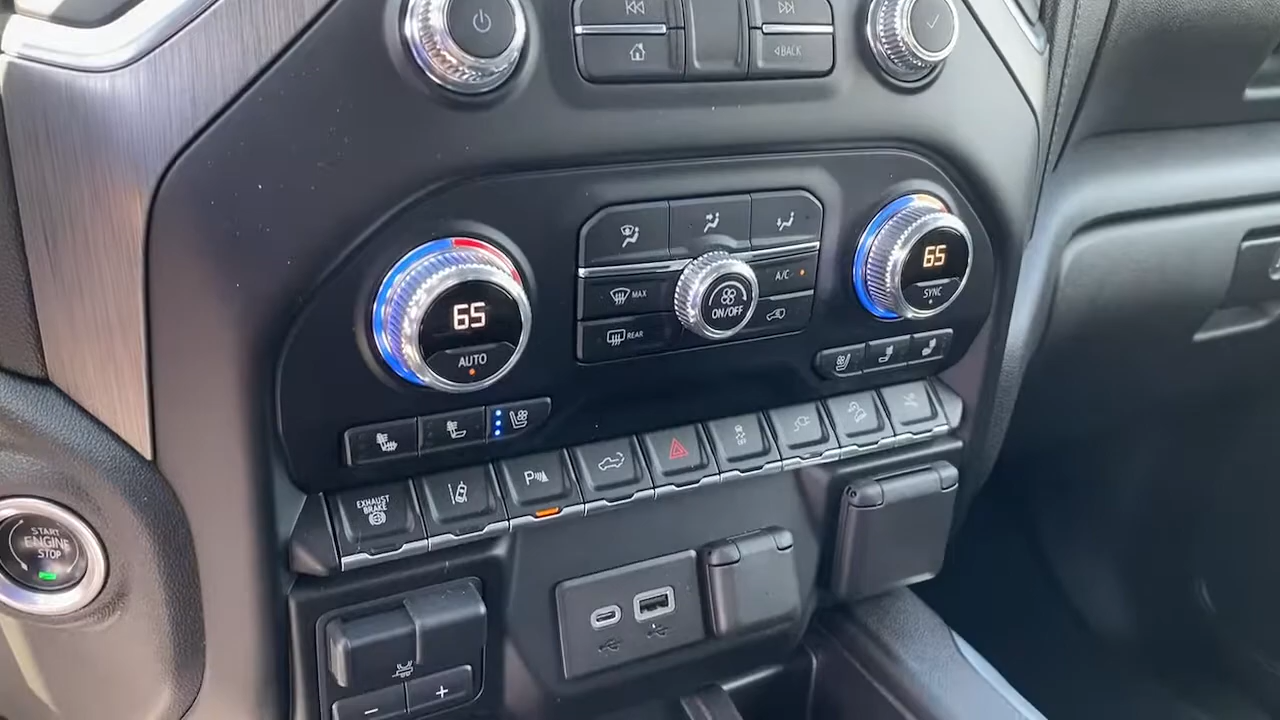 BACK
65
65
AUTO
SYNC
MAX
A/C
ON/OFF
REAR
EXHAUST
BRAKE
P
START
ENGINE
STOP
- +